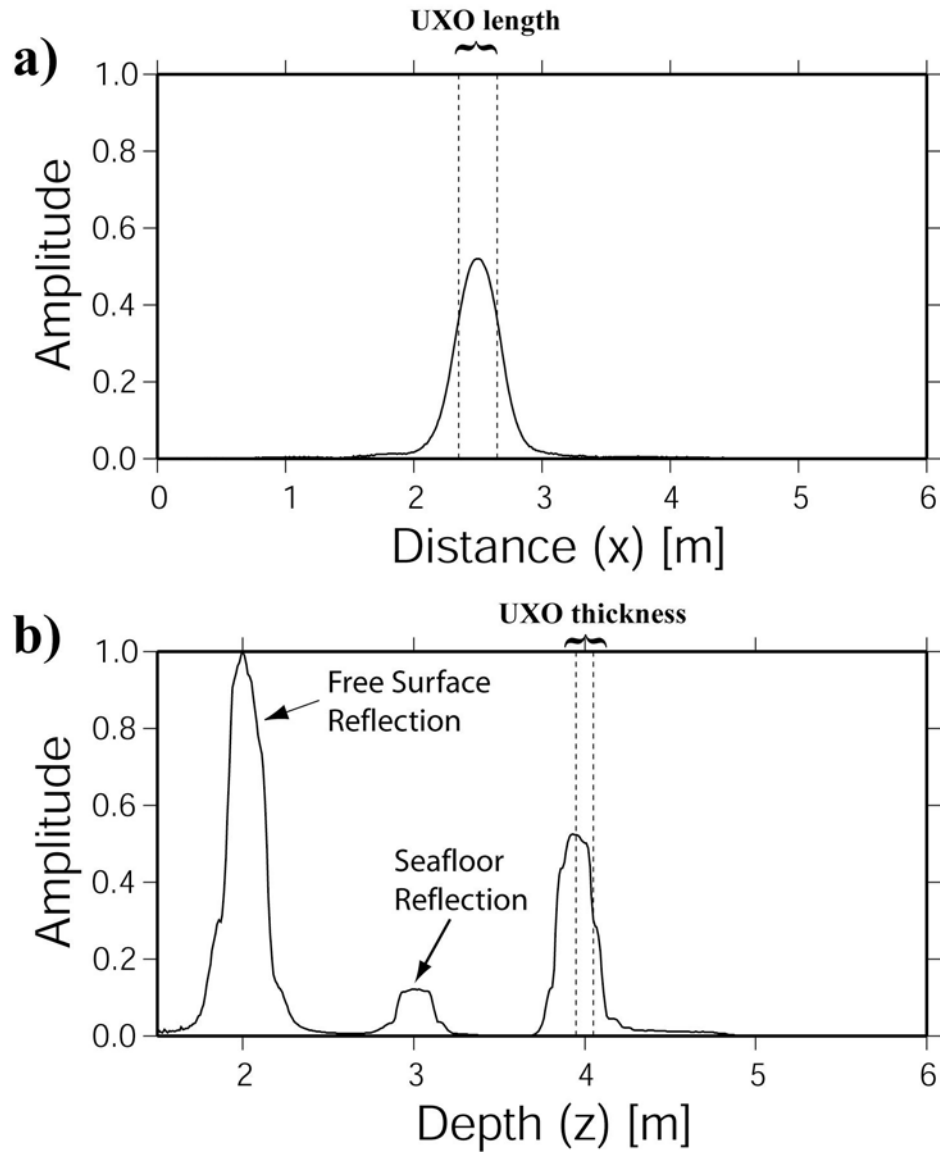 UXO length
a)
1.0
0.8
0.6
0.4
0.2
0.0
Amplitude
0 1 2 3 4 5 6
Distance (x) [m]
UXO thickness
b)
1.0
0.8
0.6
0.4
0.2
0.0
Amplitude
Free Surface
Reflection
Seafloor
Reflection
2 3 4 5 6
Depth (z) [m]